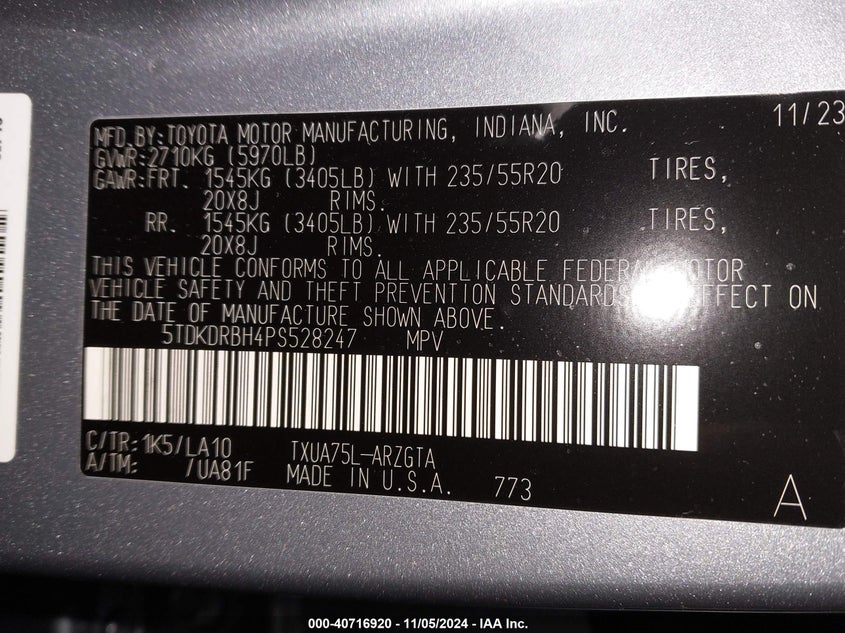 MFD.BY:TOYOTA MOTOR MANUFACTURING, INDIANA, INC. 11/23
GVWR:2710KG (5970LB)
GAWR:FRT. 1545KG (3405LB) WITH 235/55R20 TIRES,
20X8J RIMS.
RR. 1545KG (3405LB) WITH 235/55R20 TIRES,
20X8J RIMS.
THIS VEHICLE CONFORMS TO ALL APPLICABLE FEDERAL MOTOR
VEHICLE SAFETY AND THEFT PREVENTION STANDARDS IN EFFECT ON
THE DATE OF MANUFACTURE SHOWN ABOVE.
5TDKDRBH4PS528247 MPV
C/TR:1K5/LA10 TXUA75L-ARZGTA
A/TM: /UA81F MADE IN U.S.A. 773
A
000-40716920 - 11/05/2024 - IAA Inc.